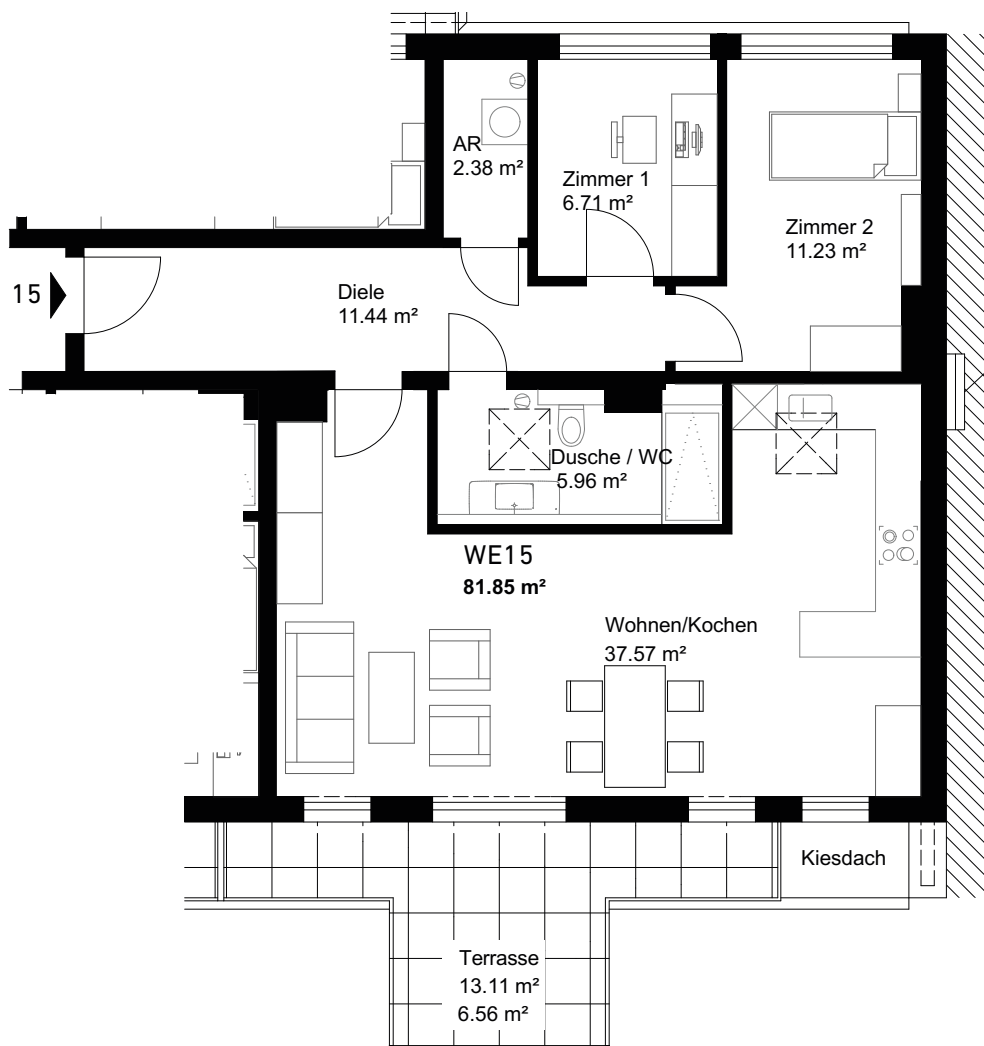 AR
2.38 m²
Zimmer 1
6.71 m²
Zimmer 2
11.23 m²
15
Diele
11.44 m²
Dusche / WC
5.96 m²
WE15
81.85 m²
Wohnen/Kochen
37.57 m²
Kiesdach
Terrasse
13.11 m²
6.56 m²